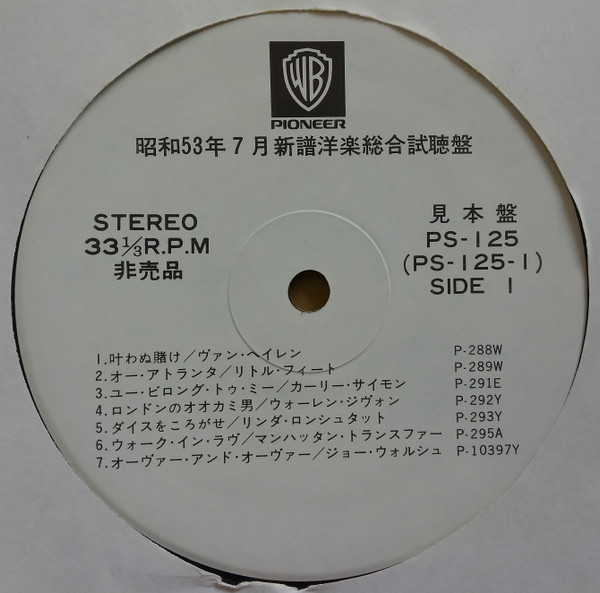 WB
PIONEER
昭和53年7月新譜洋楽総合試聴盤
STEREO
33⅓R.P.M
非売品
見本盤
PS-125
(PS-125-1)
SIDE 1
1.叶わぬ賭け/ヴァン・ヘイレン P-288W
2.オー・アトランタ/リトル・フィート P-289W
3.ユー・ビロング・トゥ・ミー/カーリー・サイモン P-291E
4.ロンドンのオオカミ男/ウォーレン・ジヴォン P-292Y
5.ダイスをころがせ/リンダ・ロンシュタット P-293Y
6.ウォーク・イン・ラヴ/マンハッタン・トランスファー P-295A
7.オーヴァー・アンド・オーヴァー/ジョー・ウォルシュ P-10397Y